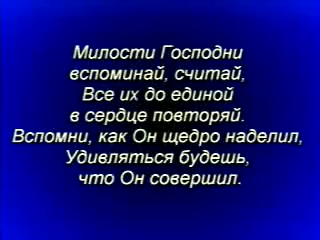 Милости Господни
вспоминай, считай,
Все их до единой
в сердце повторяй.
Вспомни, как Он щедро наделил,
Удивляться будешь,
что Он совершил.